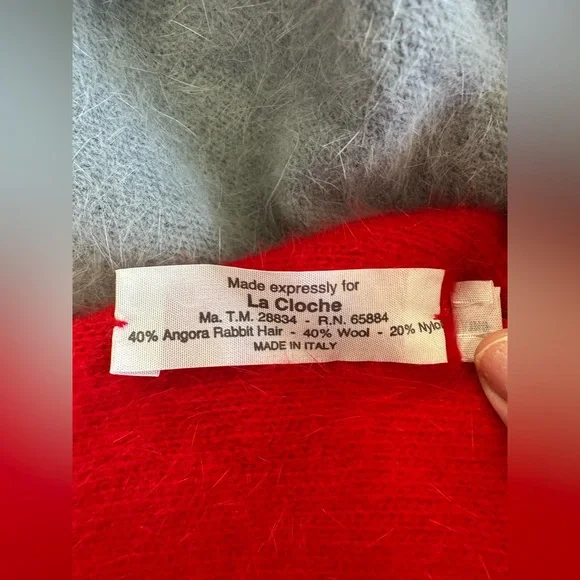 Made expressly for
La Cloche
Ma. T.M. 28834 - R.N. 65884
40% Angora Rabbit Hair - 40% Wool - 20% Nylo
MADE IN ITALY